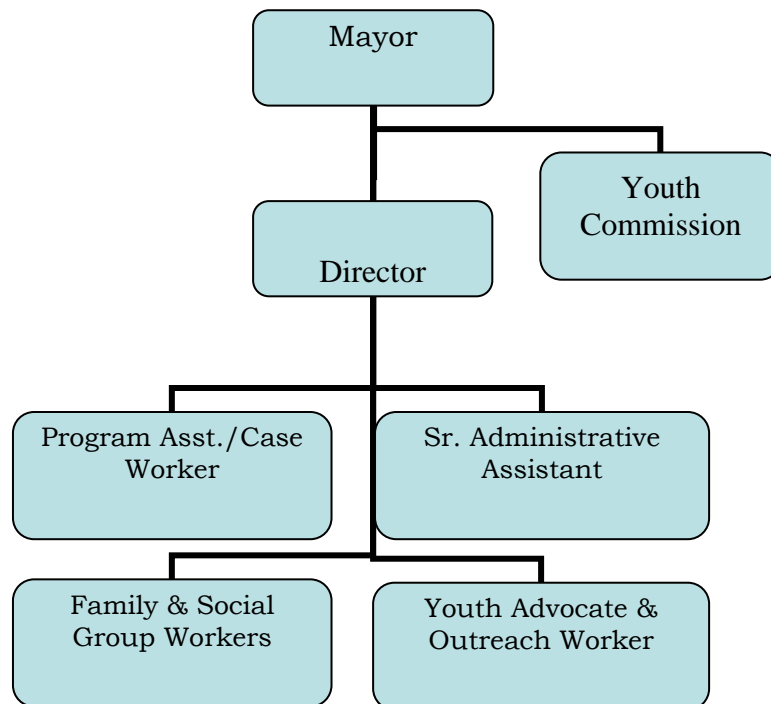 Mayor
Youth
Commission
Director
Program Asst./Case
Worker
Sr. Administrative
Assistant
Family & Social
Group Workers
Youth Advocate &
Outreach Worker